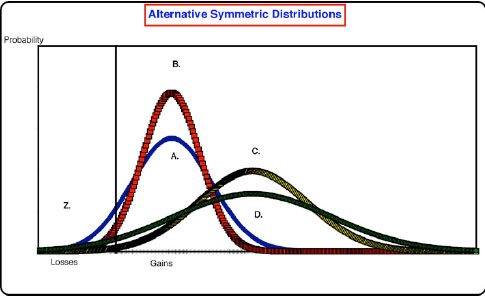 Alternative Symmetric Distributions
Probability
B.
A.
C.
Z.
D.
Losses
Gains